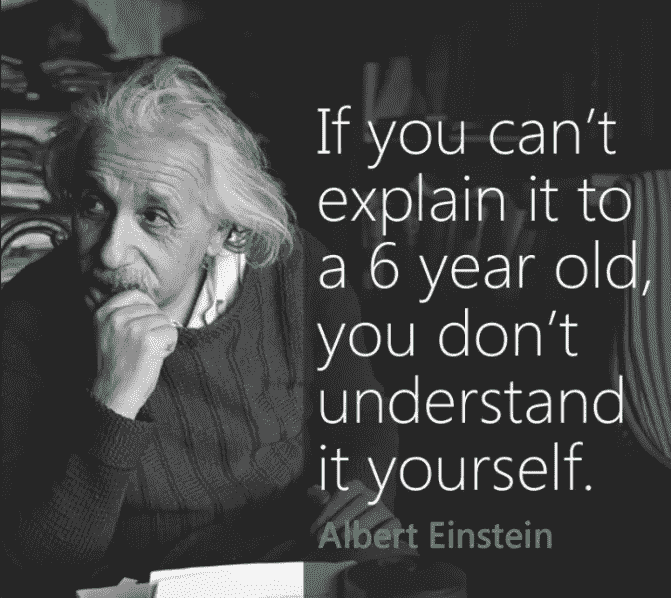 If you can't
explain it to
a 6 year old,
you don't
understand
it yourself.
Albert Einstein